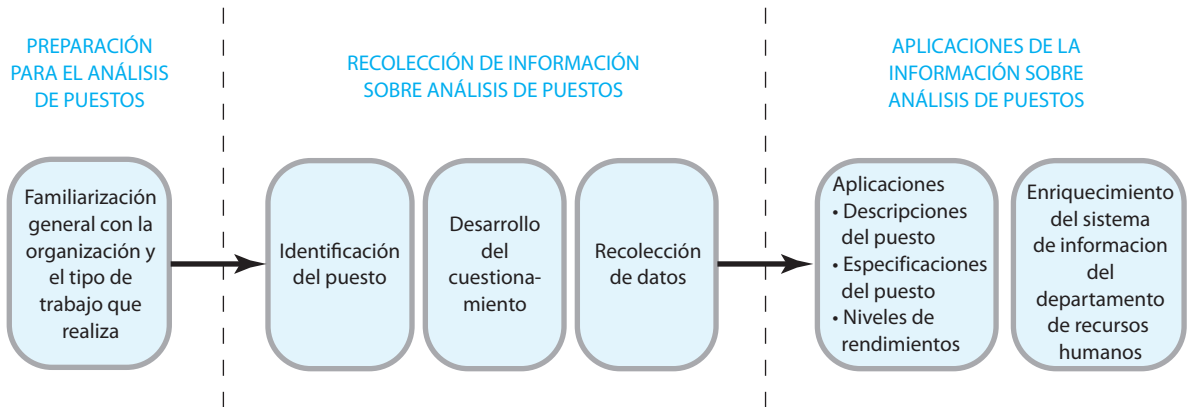 PREPARACIÓN
PARA EL ANÁLISIS
DE PUESTOS
RECOLECCIÓN DE INFORMACIÓN
SOBRE ANÁLISIS DE PUESTOS
APLICACIONES DE LA
INFORMACIÓN SOBRE
ANÁLISIS DE PUESTOS
Familiarización
general con la
organización y
el tipo de
trabajo que
realiza
Identificación
del puesto
Desarrollo
del
cuestiona-
miento
Recolección
de datos
Aplicaciones
• Descripciones
del puesto
• Especificaciones
del puesto
• Niveles de
rendimientos
Enriquecimiento
del sistema
de informacion
del
departamento
de recursos
humanos